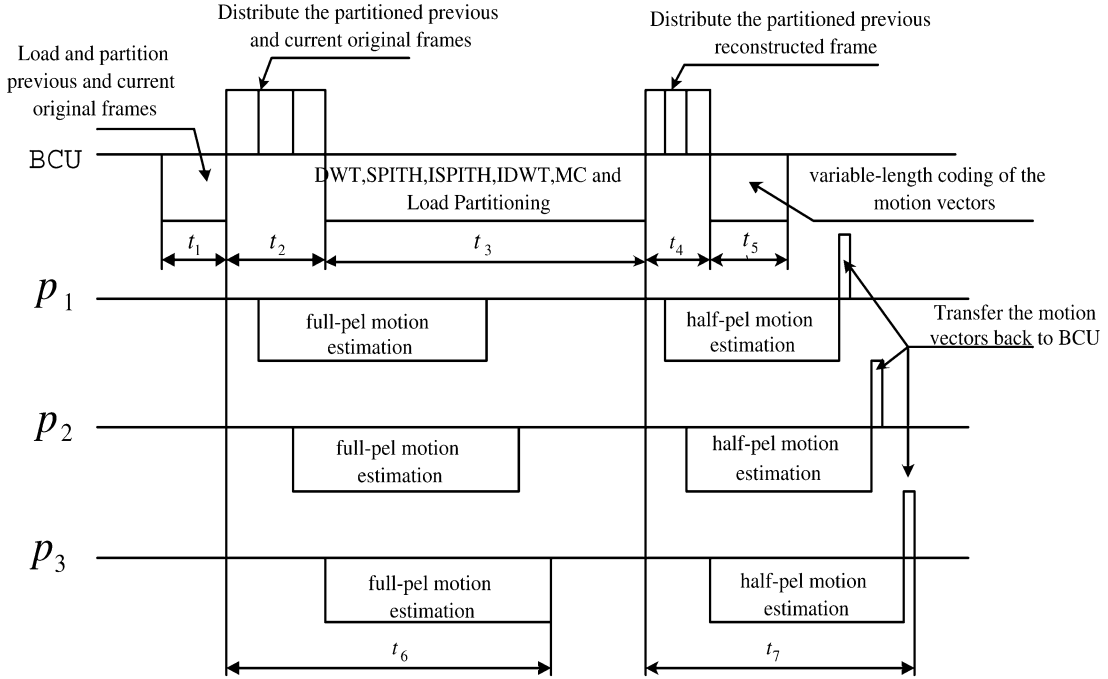 Distribute the partitioned previous
and current original frames
Distribute the partitioned previous
reconstructed frame
Load and partition
previous and current
original frames
BCU
DWT,SPITH,ISPITH,IDWT,MC and
Load Partitioning
variable-length coding of the
motion vectors
t1
t2
t3
t4
t5
p1
full-pel motion
estimation
half-pel motion
estimation
Transfer the motion
vectors back to BCU
p2
full-pel motion
estimation
half-pel motion
estimation
p3
full-pel motion
estimation
half-pel motion
estimation
t6
t7